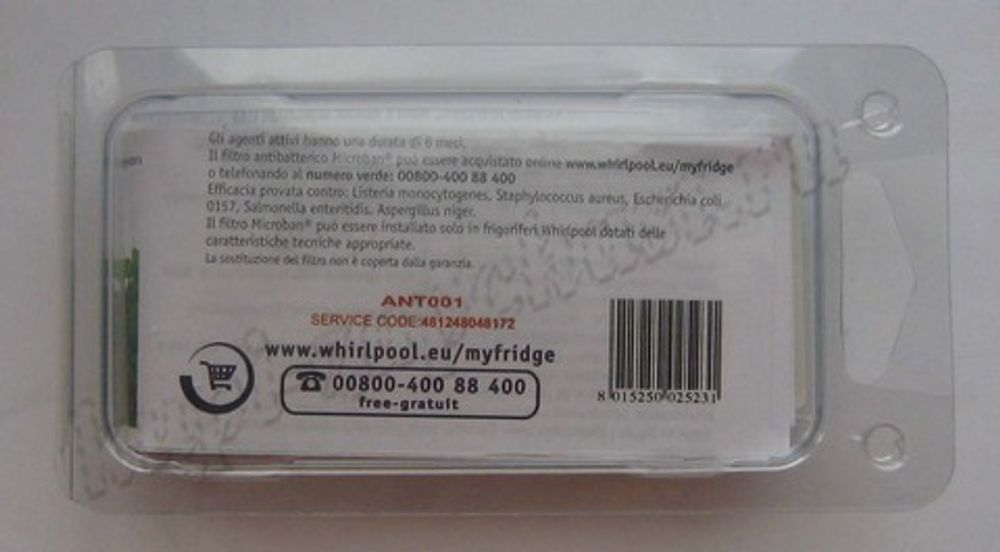 Gli agenti attivi hanno una durata di 6 mesi.
Il filtro antibatterico Microban® può essere acquistato online www.whirlpool.eu/myfridge
o telefonando al numero verde: 00800-400 88 400
Efficacia provata contro: Listeria monocytogenes, Staphylococcus aureus, Escherichia coli
0157, Salmonella enteritidis, Aspergillus niger.
Il filtro Microban® può essere installato solo in frigoriferi Whirlpool dotati delle
caratteristiche tecniche appropriate.
La sostituzione del filtro non è coperta dalla garanzia.
ANT001
SERVICE CODE:481248048172
www.whirlpool.eu/myfridge
00800-400 88 400
free-gratuit
8 015250 025231